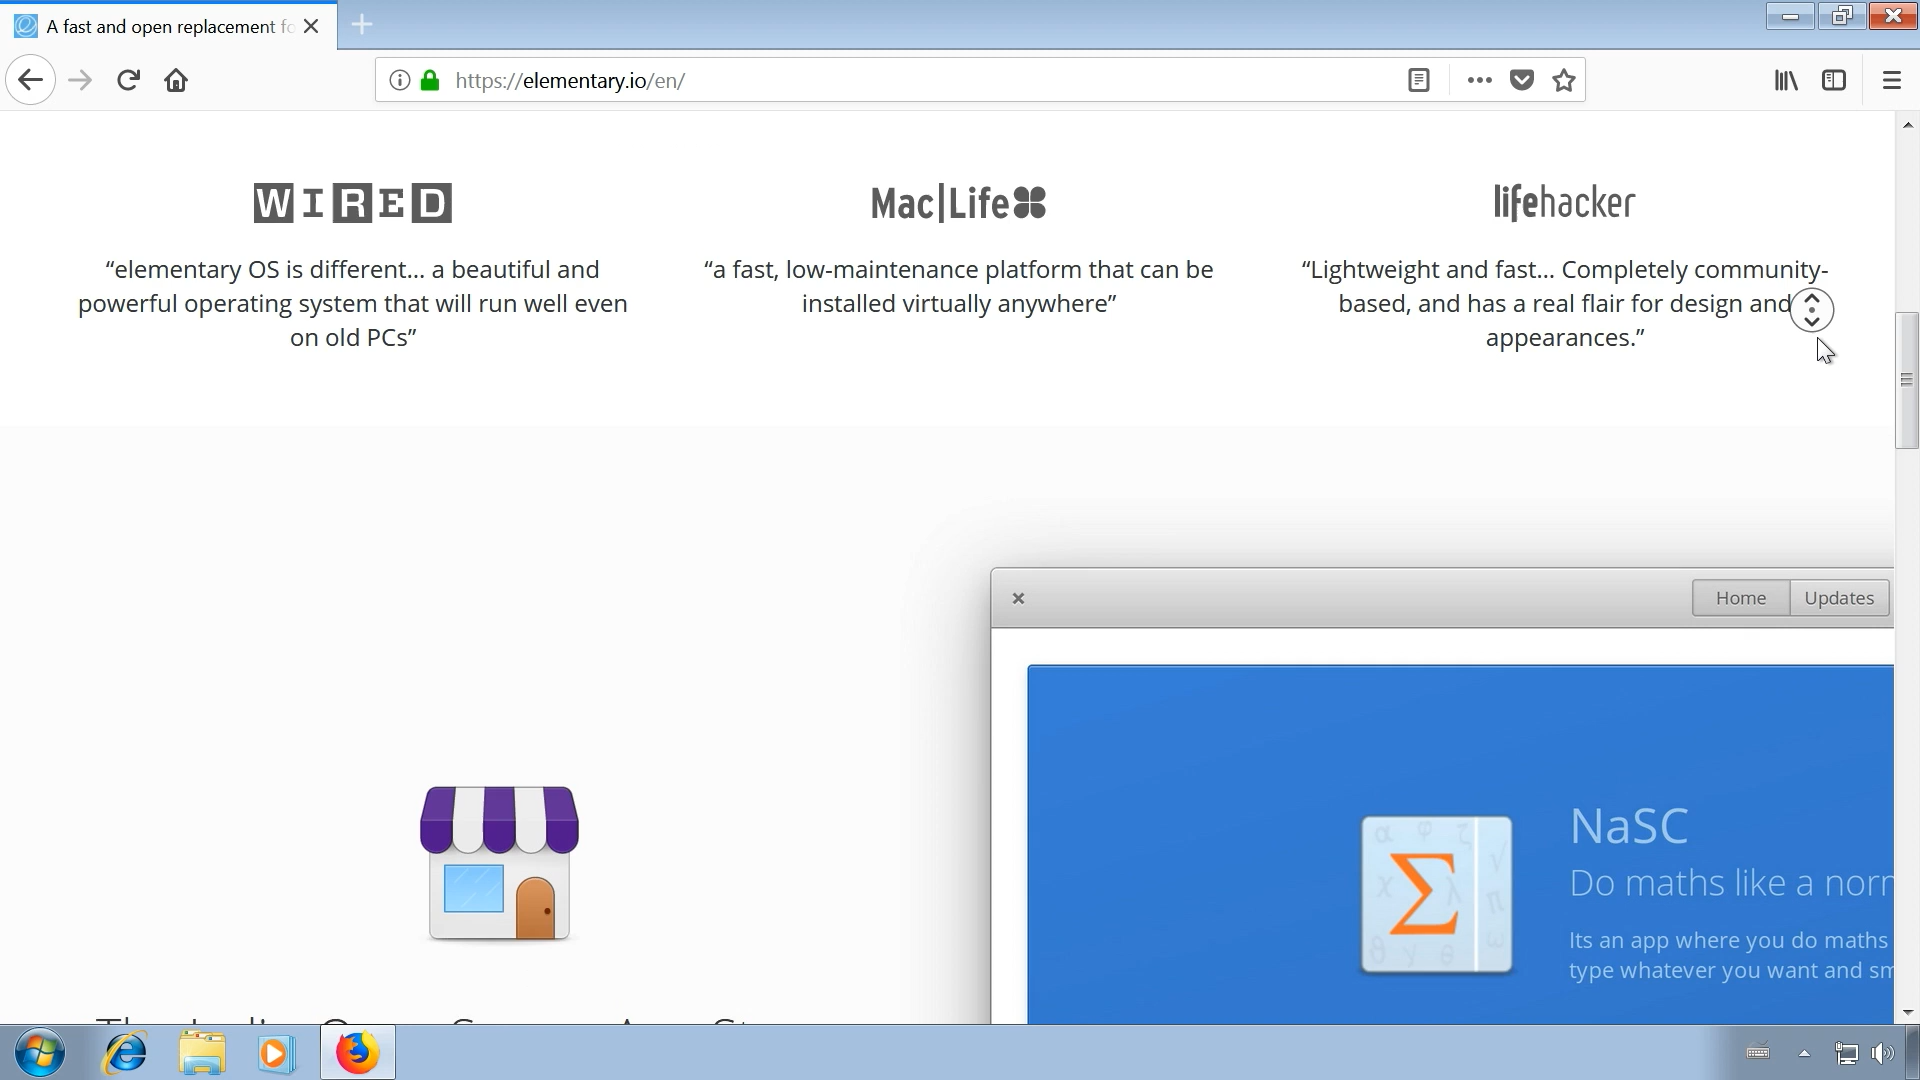 A fast and open replacement fo
https://elementary.io/en/
WIRED
“elementary OS is different… a beautiful and
powerful operating system that will run well even
on old PCs”
Mac|Life
“a fast, low-maintenance platform that can be
installed virtually anywhere”
lifehacker
“Lightweight and fast… Completely community-
based, and has a real flair for design and
appearances.”
Home
Updates
NaSC
Do maths like a norm
Its an app where you do maths
type whatever you want and sm